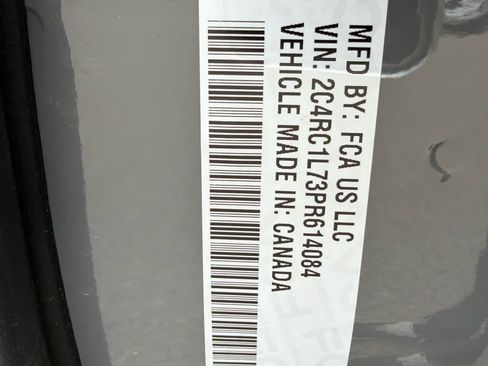 MFD BY: FCA US LLC
VIN: 2C4RC1L73PR614084
VEHICLE MADE IN: CANADA